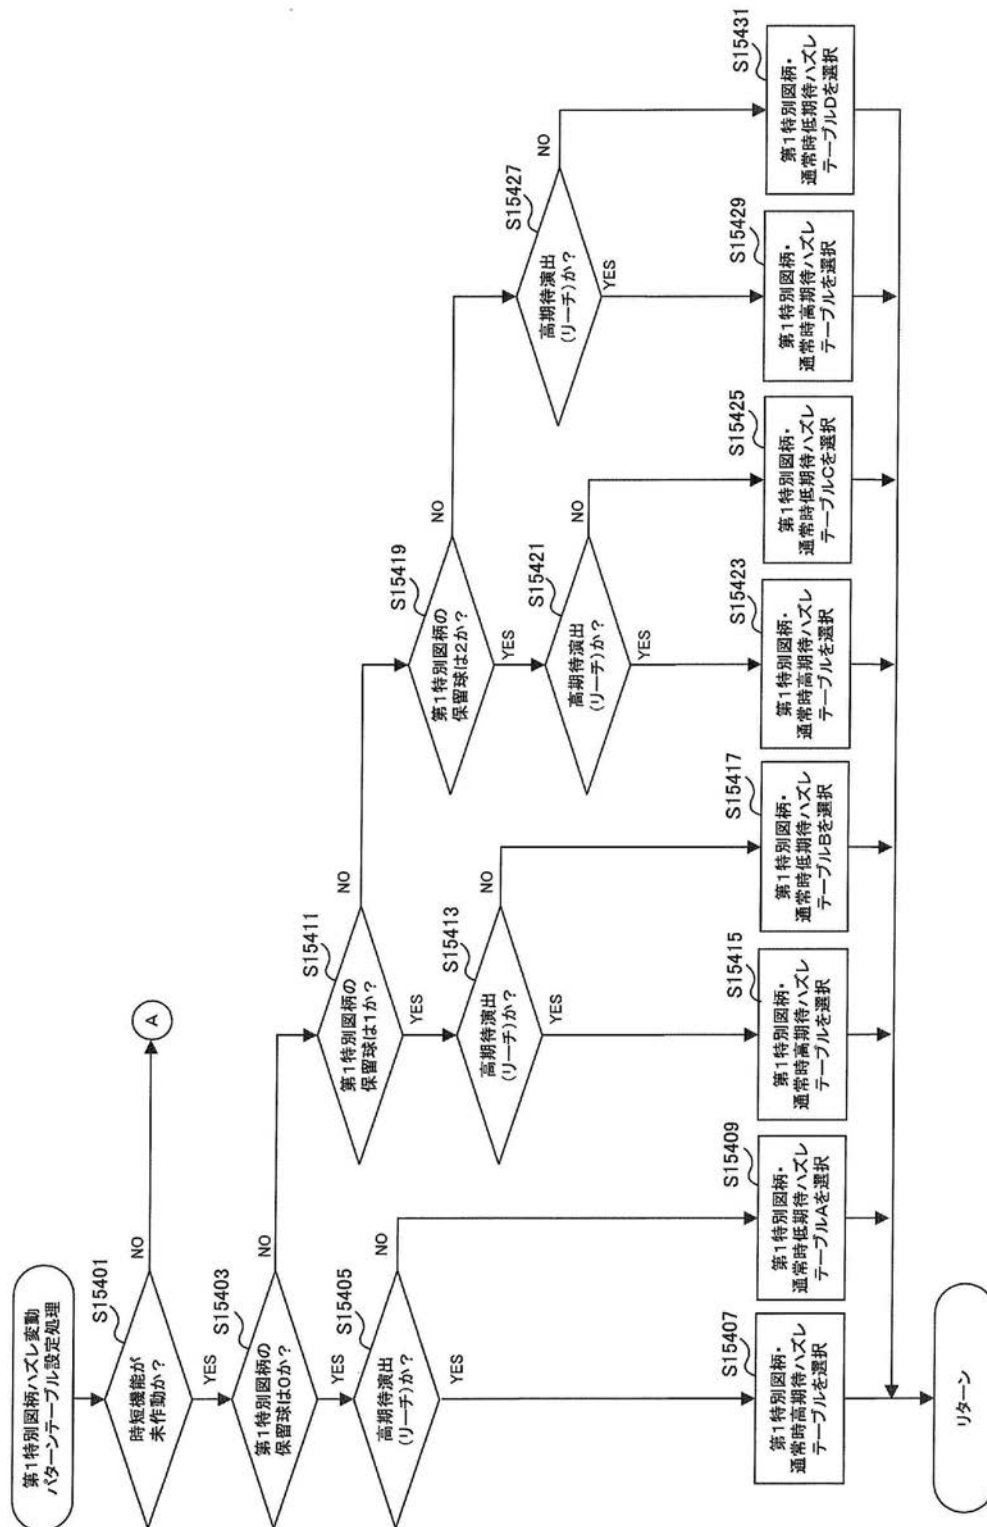 第1特別図柄ハズレ変動
パターンテーブル設定処理
S15401
時短機能が
未作動か？
NO
A
YES
S15403
第1特別図柄の
保留球は0か？
NO
YES
S15405
高期待演出
(リーチ)か？
NO
YES
S15407
第1特別図柄・
通常時高期待ハズレ
テーブルを選択
S15409
第1特別図柄・
通常時低期待ハズレ
テーブルAを選択
S15411
第1特別図柄の
保留球は1か？
NO
YES
S15413
高期待演出
(リーチ)か？
NO
YES
S15415
第1特別図柄・
通常時高期待ハズレ
テーブルを選択
S15417
第1特別図柄・
通常時低期待ハズレ
テーブルBを選択
S15419
第1特別図柄の
保留球は2か？
NO
YES
S15421
高期待演出
(リーチ)か？
NO
YES
S15423
第1特別図柄・
通常時高期待ハズレ
テーブルを選択
S15425
第1特別図柄・
通常時低期待ハズレ
テーブルCを選択
S15427
高期待演出
(リーチ)か？
NO
YES
S15429
第1特別図柄・
通常時高期待ハズレ
テーブルを選択
S15431
第1特別図柄・
通常時低期待ハズレ
テーブルDを選択
リターン